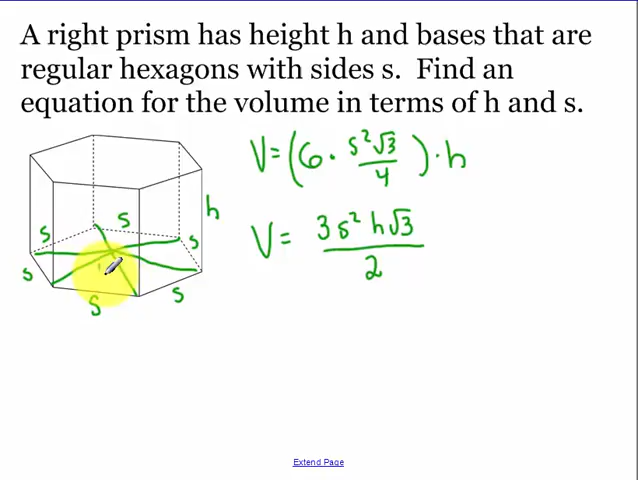 A right prism has height h and bases that are
regular hexagons with sides s. Find an
equation for the volume in terms of h and s.
V = (6 · s²√3/4) · h
V = 3s²h√3/2
h
s
s
s
s
s
s
Extend Page